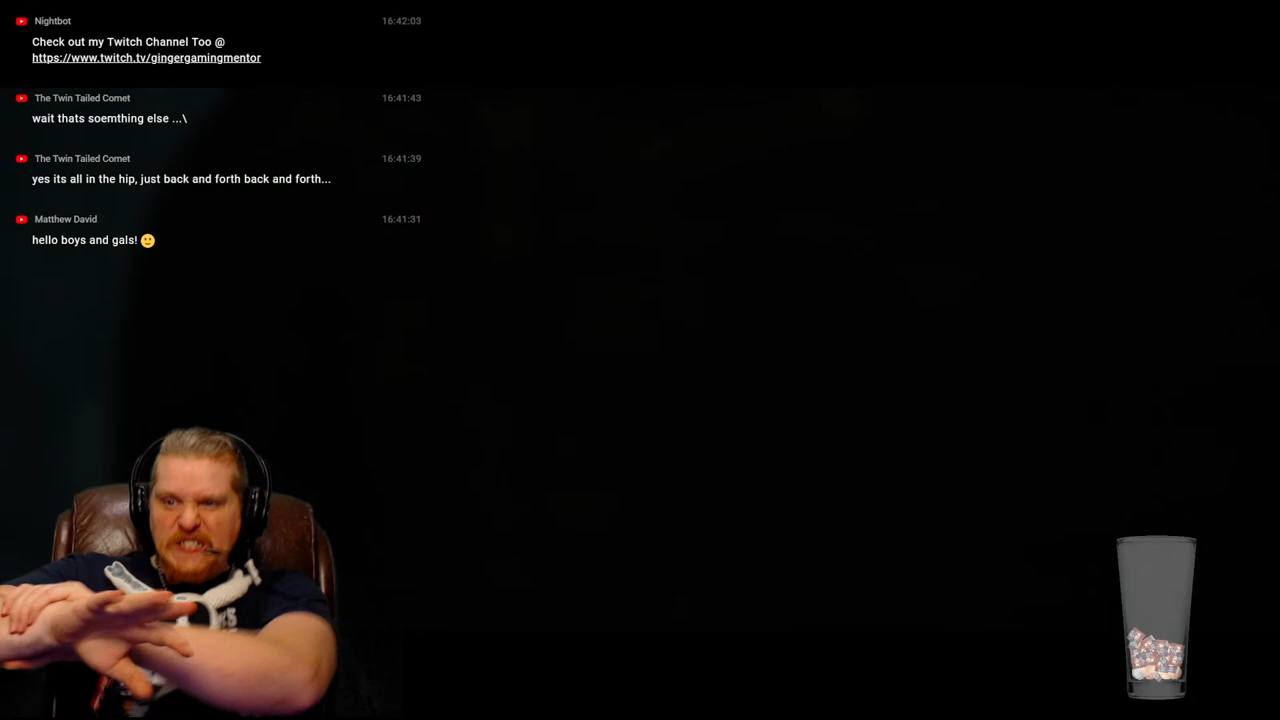 Nightbot 16:42:03
Check out my Twitch Channel Too @
https://www.twitch.tv/gingergamingmentor
The Twin Tailed Comet 16:41:43
wait thats soemthing else ...\
The Twin Tailed Comet 16:41:39
yes its all in the hip, just back and forth back and forth...
Matthew David 16:41:31
hello boys and gals! 🙂